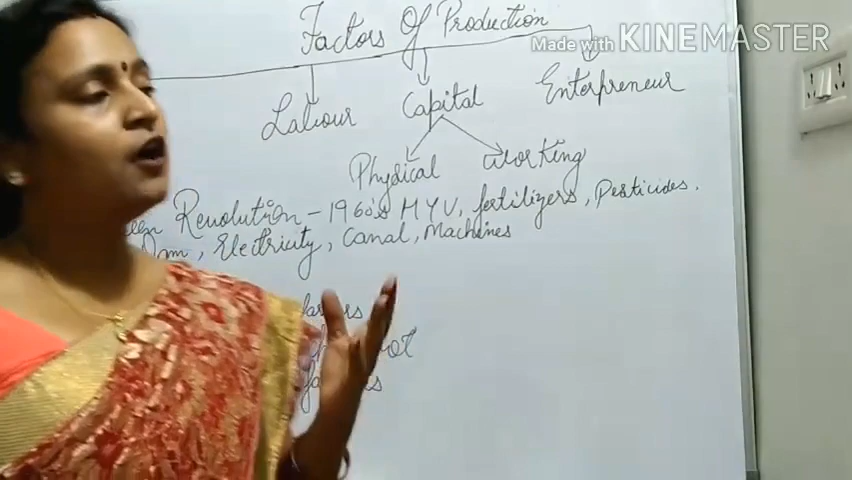 Factors Of Production
Made with KINEMASTER
Labour Capital Enterpreneur
Physical Working
Revolution - 1960's HYV, fertilizers, Pesticides.
, Electricity, Canal, Machines